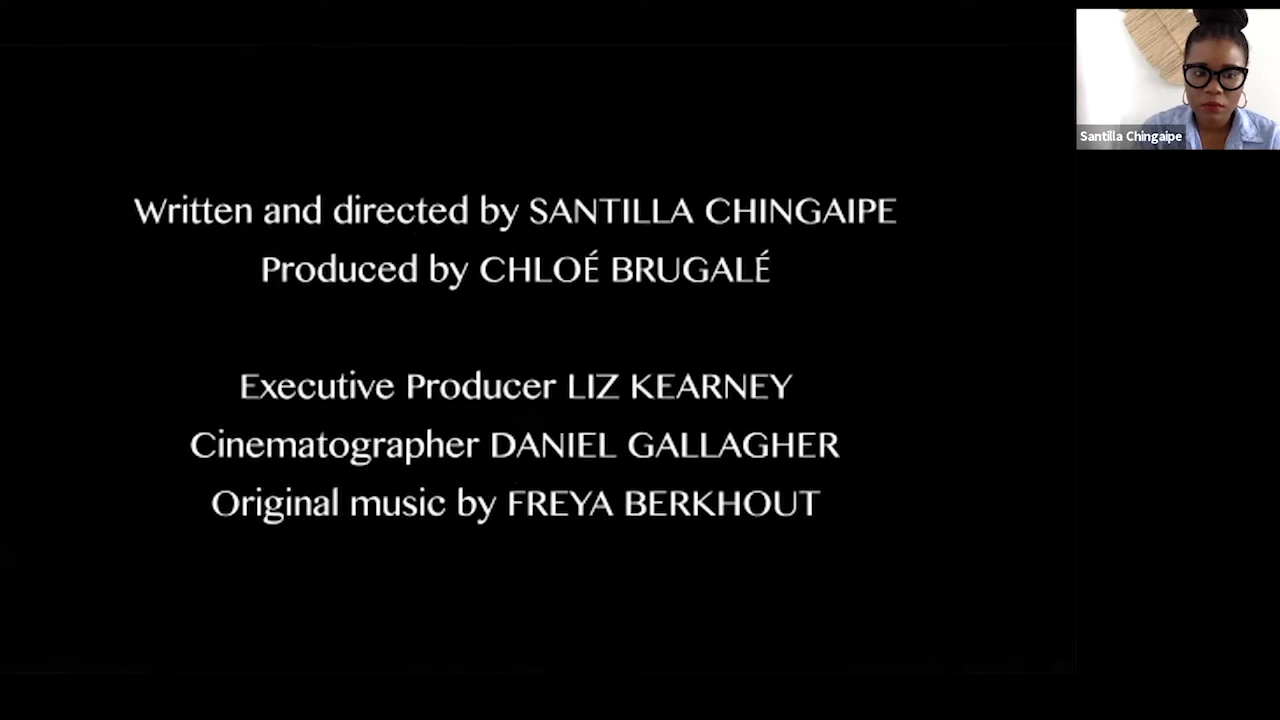 Written and directed by SANTILLA CHINGAIPE
Produced by CHLOÉ BRUGALÉ
Executive Producer LIZ KEARNEY
Cinematographer DANIEL GALLAGHER
Original music by FREYA BERKHOUT
Santilla Chingaipe